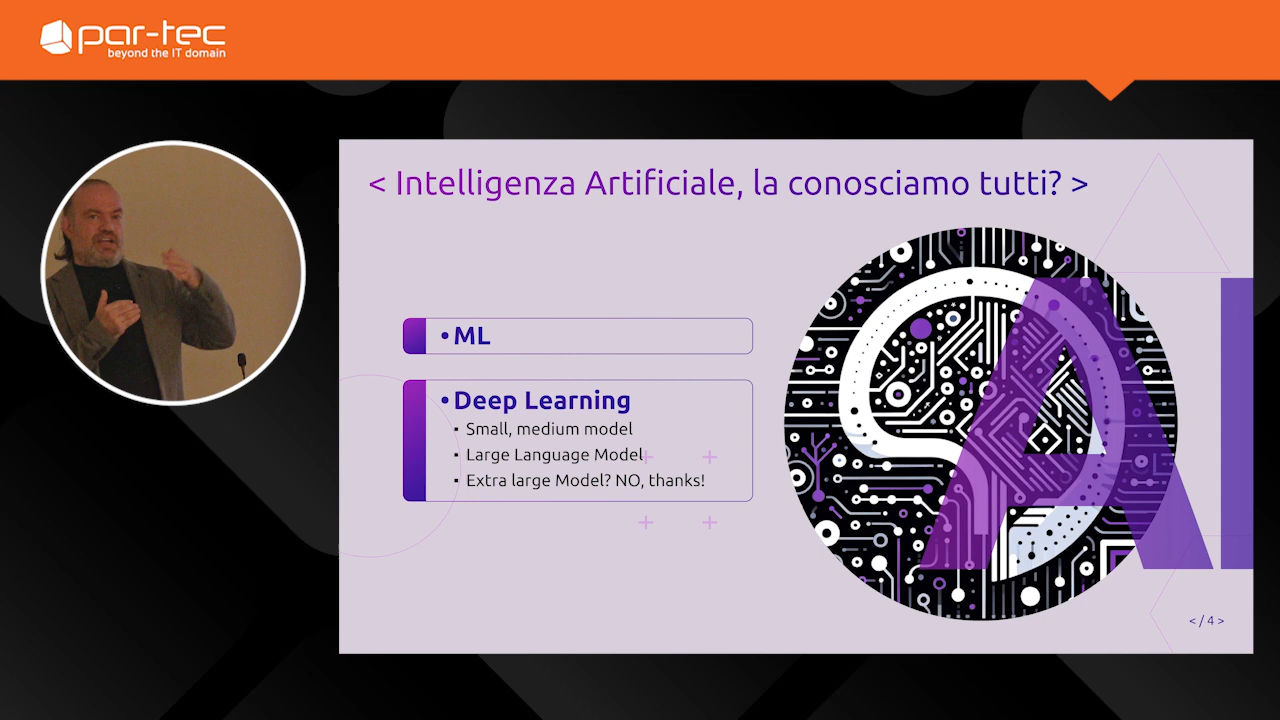 par-tec
beyond the IT domain
< Intelligenza Artificiale, la conosciamo tutti? >
•ML
•Deep Learning
▪ Small, medium model
▪ Large Language Model
▪ Extra large Model? NO, thanks!
AI
< / 4 >